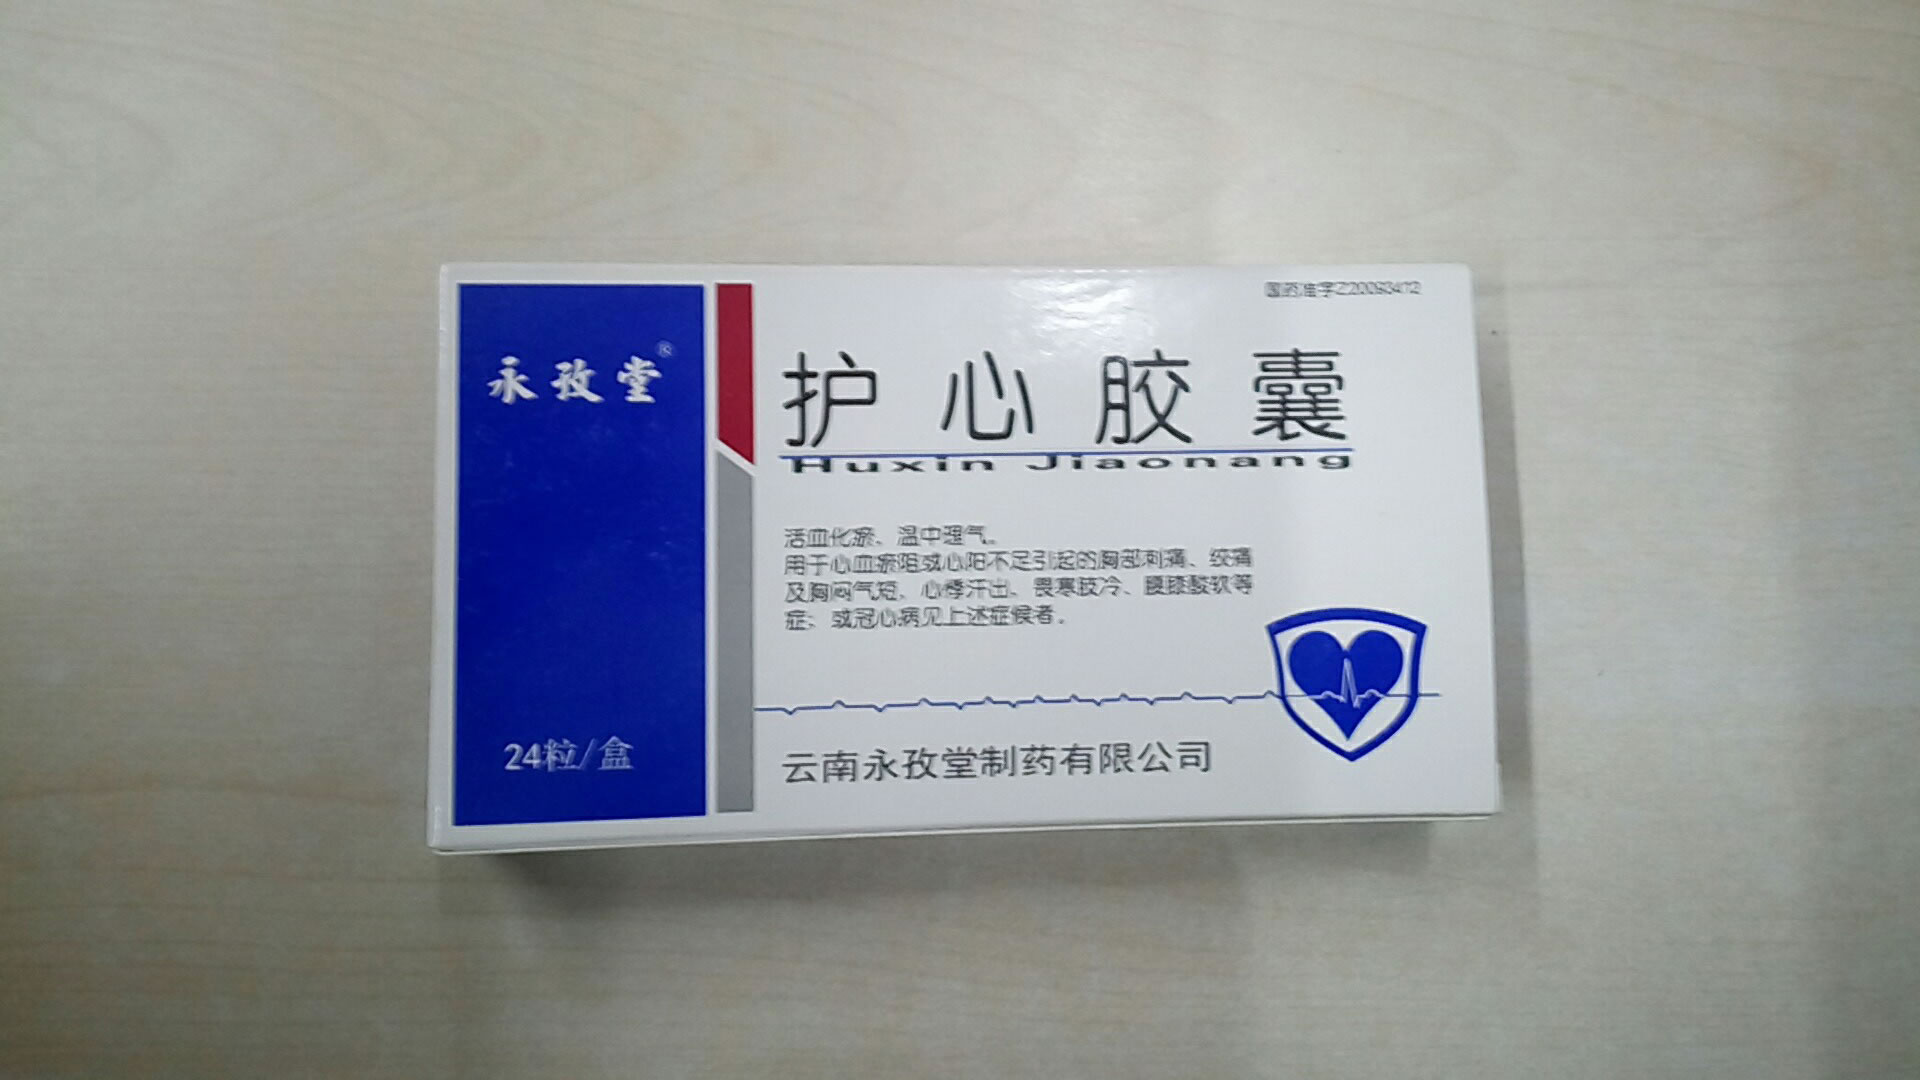 国药准字Z20093472
永孜堂®
护心胶囊
Huxin Jiaonang
活血化瘀、温中理气。
用于心血瘀阻或心阳不足引起的胸部刺痛、绞痛
及胸闷气短、心悸汗出、畏寒肢冷、腰膝酸软等
症；或冠心病见上述症候者。
24粒/盒
云南永孜堂制药有限公司